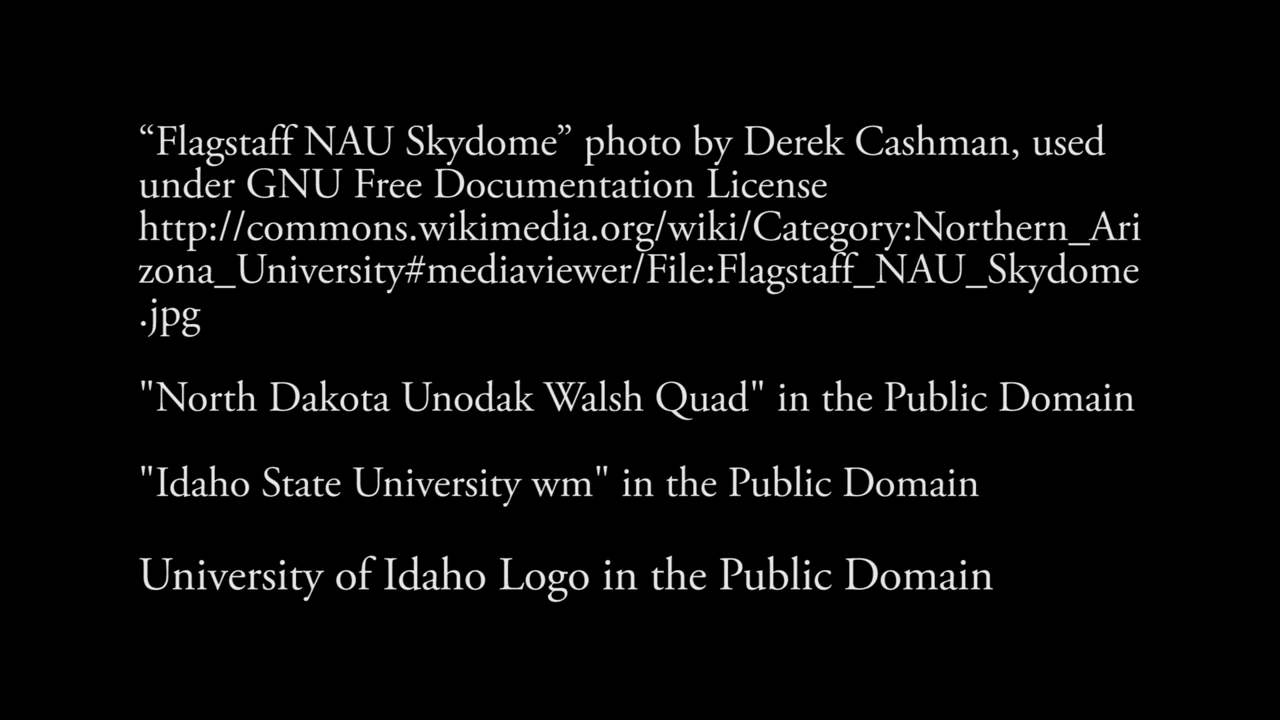 “Flagstaff NAU Skydome” photo by Derek Cashman, used
under GNU Free Documentation License
http://commons.wikimedia.org/wiki/Category:Northern_Ari
zona_University#mediaviewer/File:Flagstaff_NAU_Skydome
.jpg
"North Dakota Unodak Walsh Quad" in the Public Domain
"Idaho State University wm" in the Public Domain
University of Idaho Logo in the Public Domain